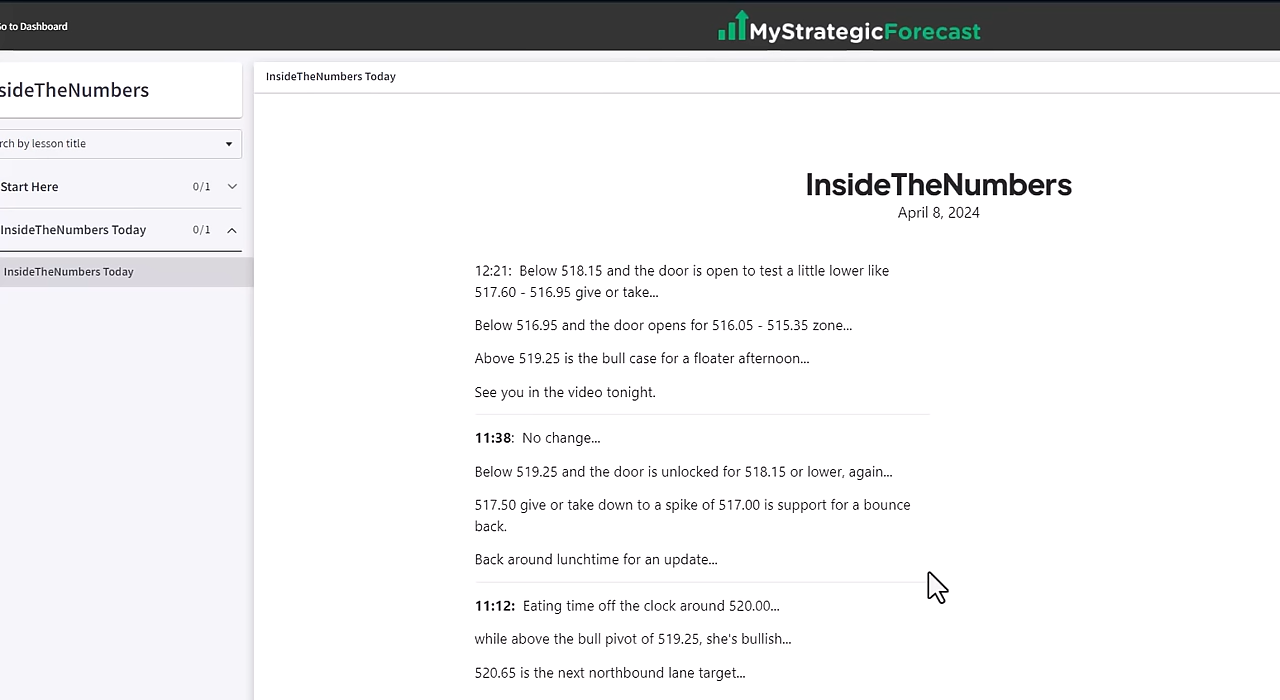 o to Dashboard
MyStrategicForecast
sideTheNumbers
rch by lesson title
Start Here 0/1
InsideTheNumbers Today 0/1
InsideTheNumbers Today
InsideTheNumbers Today
InsideTheNumbers
April 8, 2024
12:21:  Below 518.15 and the door is open to test a little lower like
517.60 - 516.95 give or take...
Below 516.95 and the door opens for 516.05 - 515.35 zone...
Above 519.25 is the bull case for a floater afternoon...
See you in the video tonight.
11:38:  No change...
Below 519.25 and the door is unlocked for 518.15 or lower, again...
517.50 give or take down to a spike of 517.00 is support for a bounce
back.
Back around lunchtime for an update...
11:12:  Eating time off the clock around 520.00...
while above the bull pivot of 519.25, she's bullish...
520.65 is the next northbound lane target...